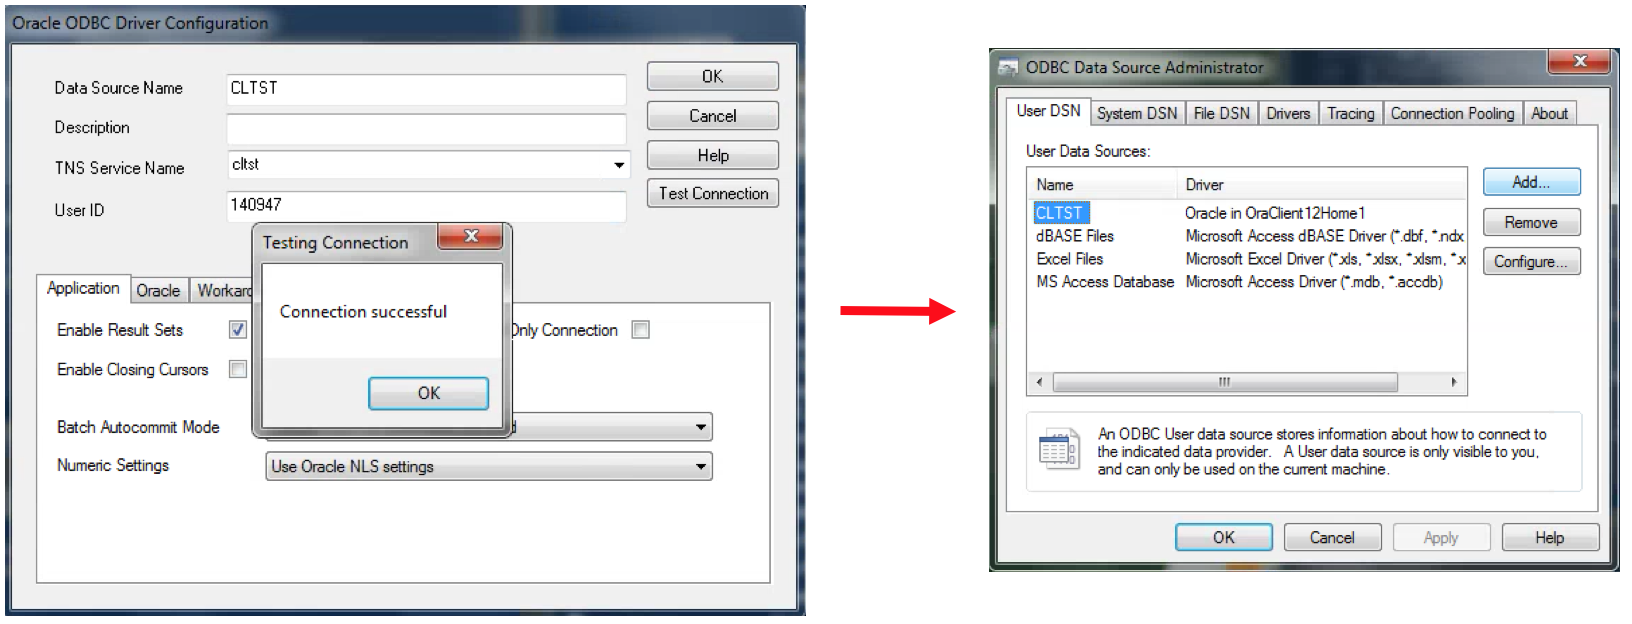 Oracle ODBC Driver Configuration
Data Source Name CLTST
OK
Description
Cancel
TNS Service Name cltst
Help
User ID 140947
Test Connection
Testing Connection
Connection successful
OK
Application Oracle
Enable Result Sets
Only Connection
Enable Closing Cursors
Batch Autocommit Mode
Numeric Settings Use Oracle NLS settings
ODBC Data Source Administrator
User DSN System DSN File DSN Drivers Tracing Connection Pooling About
User Data Sources:
Name Driver
CLTST Oracle in OraClient12Home1
dBASE Files Microsoft Access dBASE Driver (*.dbf, *.ndx
Excel Files Microsoft Excel Driver (*.xls, *.xlsx, *.xlsm, *.x
MS Access Database Microsoft Access Driver (*.mdb, *.accdb)
Add...
Remove
Configure...
An ODBC User data source stores information about how to connect to
the indicated data provider. A User data source is only visible to you,
and can only be used on the current machine.
OK Cancel Apply Help